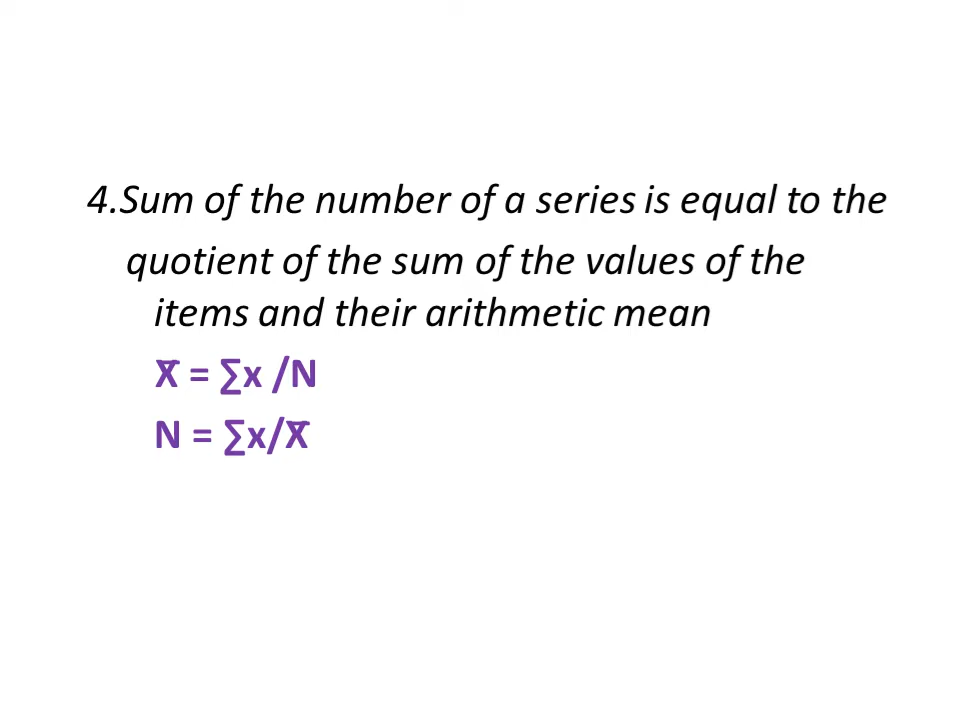 4.Sum of the number of a series is equal to the
quotient of the sum of the values of the
items and their arithmetic mean
X̄ = ∑x /N
N = ∑x/X̄